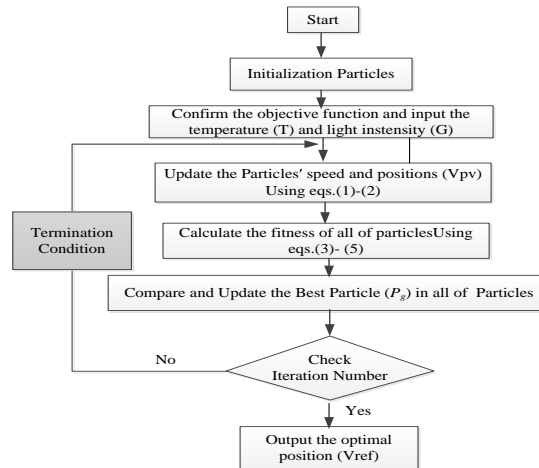 Start
Initialization Particles
Confirm the objective function and input the
temperature (T) and light instensity (G)
Update the Particles' speed and positions (Vpv)
Using eqs.(1)-(2)
Termination
Condition
Calculate the fitness of all of particlesUsing
eqs.(3)- (5)
Compare and Update the Best Particle (Pg) in all of Particles
No
Check
Iteration Number
Yes
Output the optimal
position (Vref)